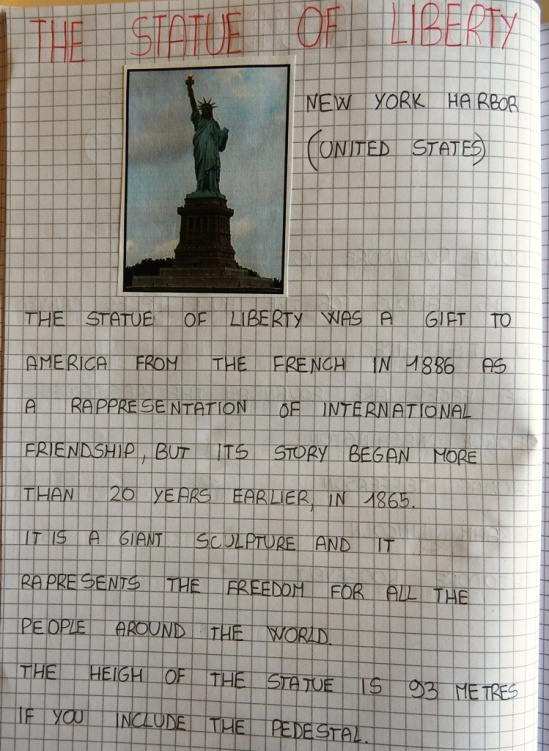 THE STATUE OF LIBERTY
NEW YORK HARBOR
(UNITED STATES)
THE STATUE OF LIBERTY WAS A GIFT TO
AMERICA FROM THE FRENCH IN 1886 AS
A RAPPRESENTATION OF INTERNATIONAL
FRIENDSHIP, BUT ITS STORY BEGAN MORE
THAN 20 YEARS EARLIER, IN 1865.
IT IS A GIANT SCULPTURE AND IT
RAPRESENTS THE FREEDOM FOR ALL THE
PEOPLE AROUND THE WORLD.
THE HEIGH OF THE STATUE IS 93 METRES
IF YOU INCLUDE THE PEDESTAL.